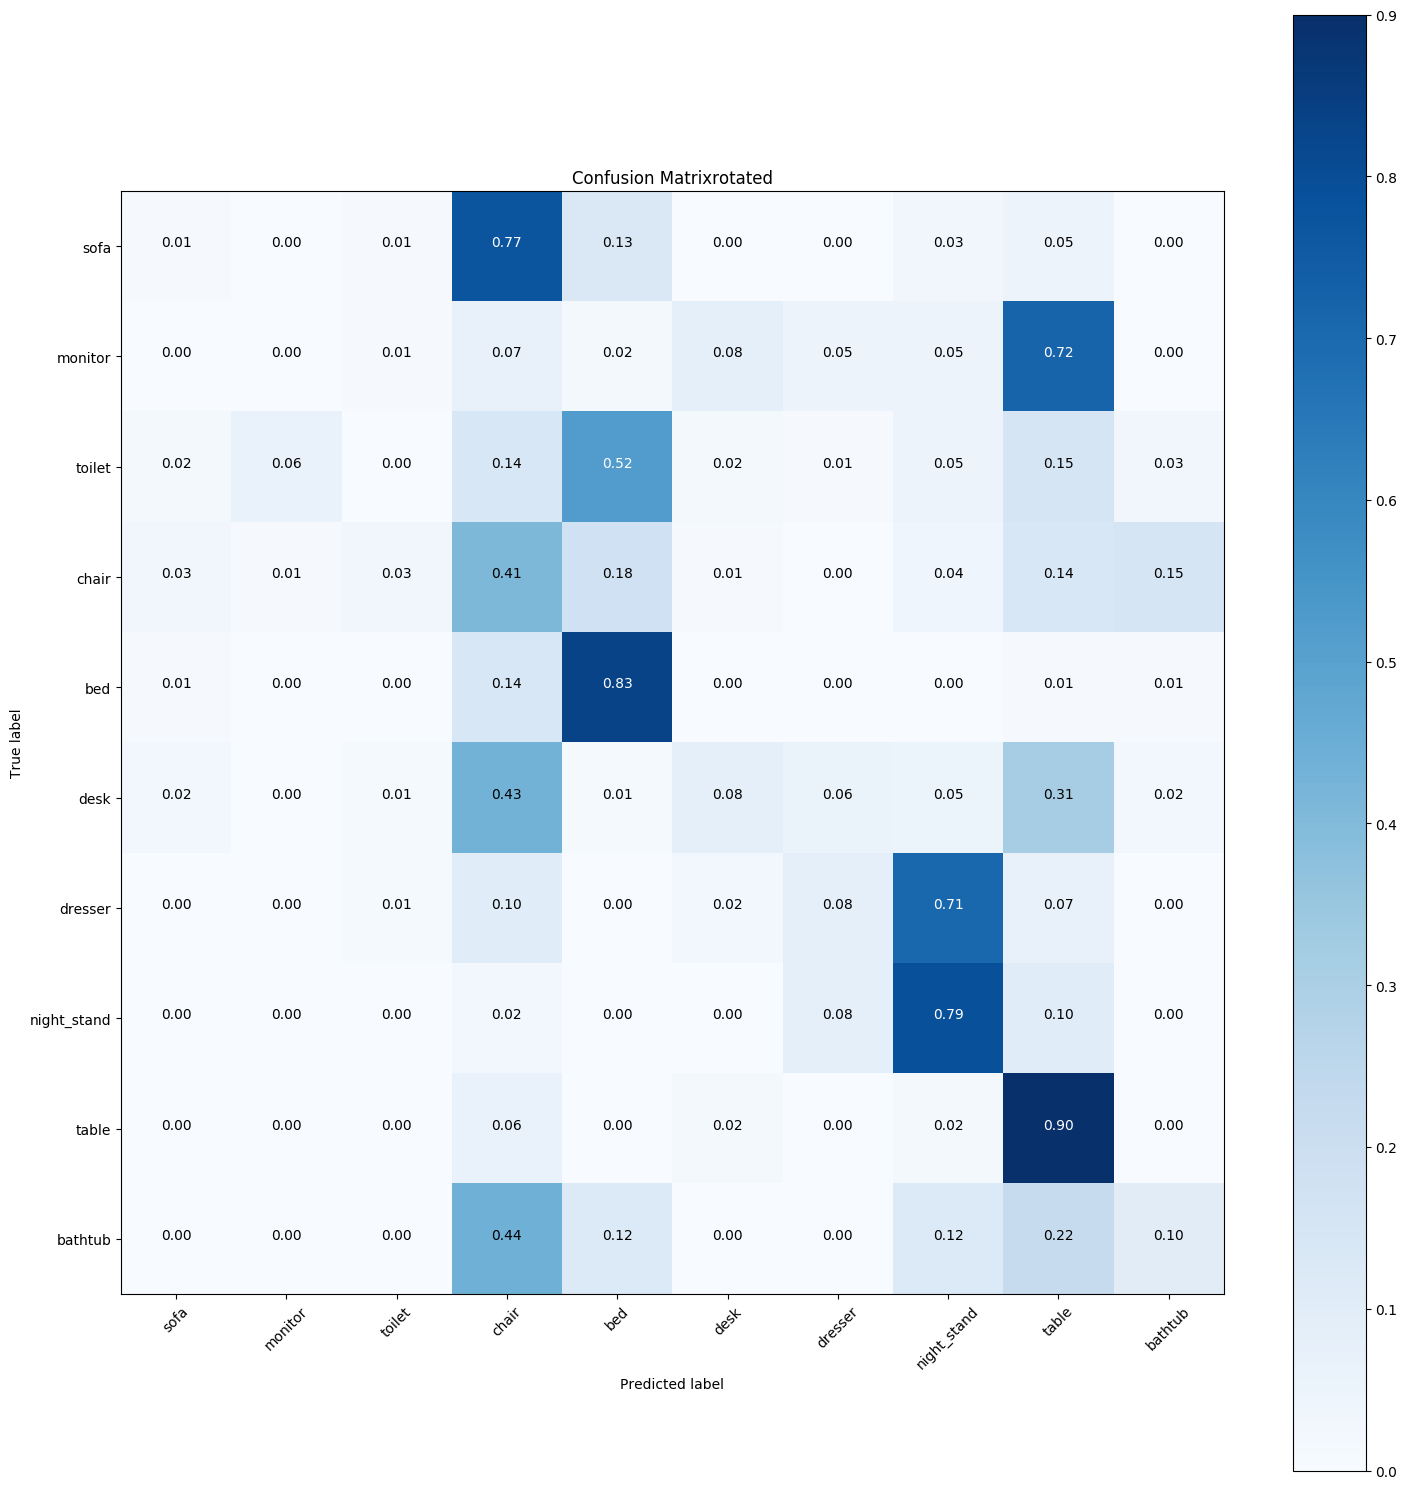 Confusion Matrixrotated
sofa 0.01 0.00 0.01 0.77 0.13 0.00 0.00 0.03 0.05 0.00
monitor 0.00 0.00 0.01 0.07 0.02 0.08 0.05 0.05 0.72 0.00
toilet 0.02 0.06 0.00 0.14 0.52 0.02 0.01 0.05 0.15 0.03
chair 0.03 0.01 0.03 0.41 0.18 0.01 0.00 0.04 0.14 0.15
bed 0.01 0.00 0.00 0.14 0.83 0.00 0.00 0.00 0.01 0.01
desk 0.02 0.00 0.01 0.43 0.01 0.08 0.06 0.05 0.31 0.02
dresser 0.00 0.00 0.01 0.10 0.00 0.02 0.08 0.71 0.07 0.00
night_stand 0.00 0.00 0.00 0.02 0.00 0.00 0.08 0.79 0.10 0.00
table 0.00 0.00 0.00 0.06 0.00 0.02 0.00 0.02 0.90 0.00
bathtub 0.00 0.00 0.00 0.44 0.12 0.00 0.00 0.12 0.22 0.10
True label
sofa monitor toilet chair bed desk dresser night_stand table bathtub
Predicted label
0.9
0.8
0.7
0.6
0.5
0.4
0.3
0.2
0.1
0.0